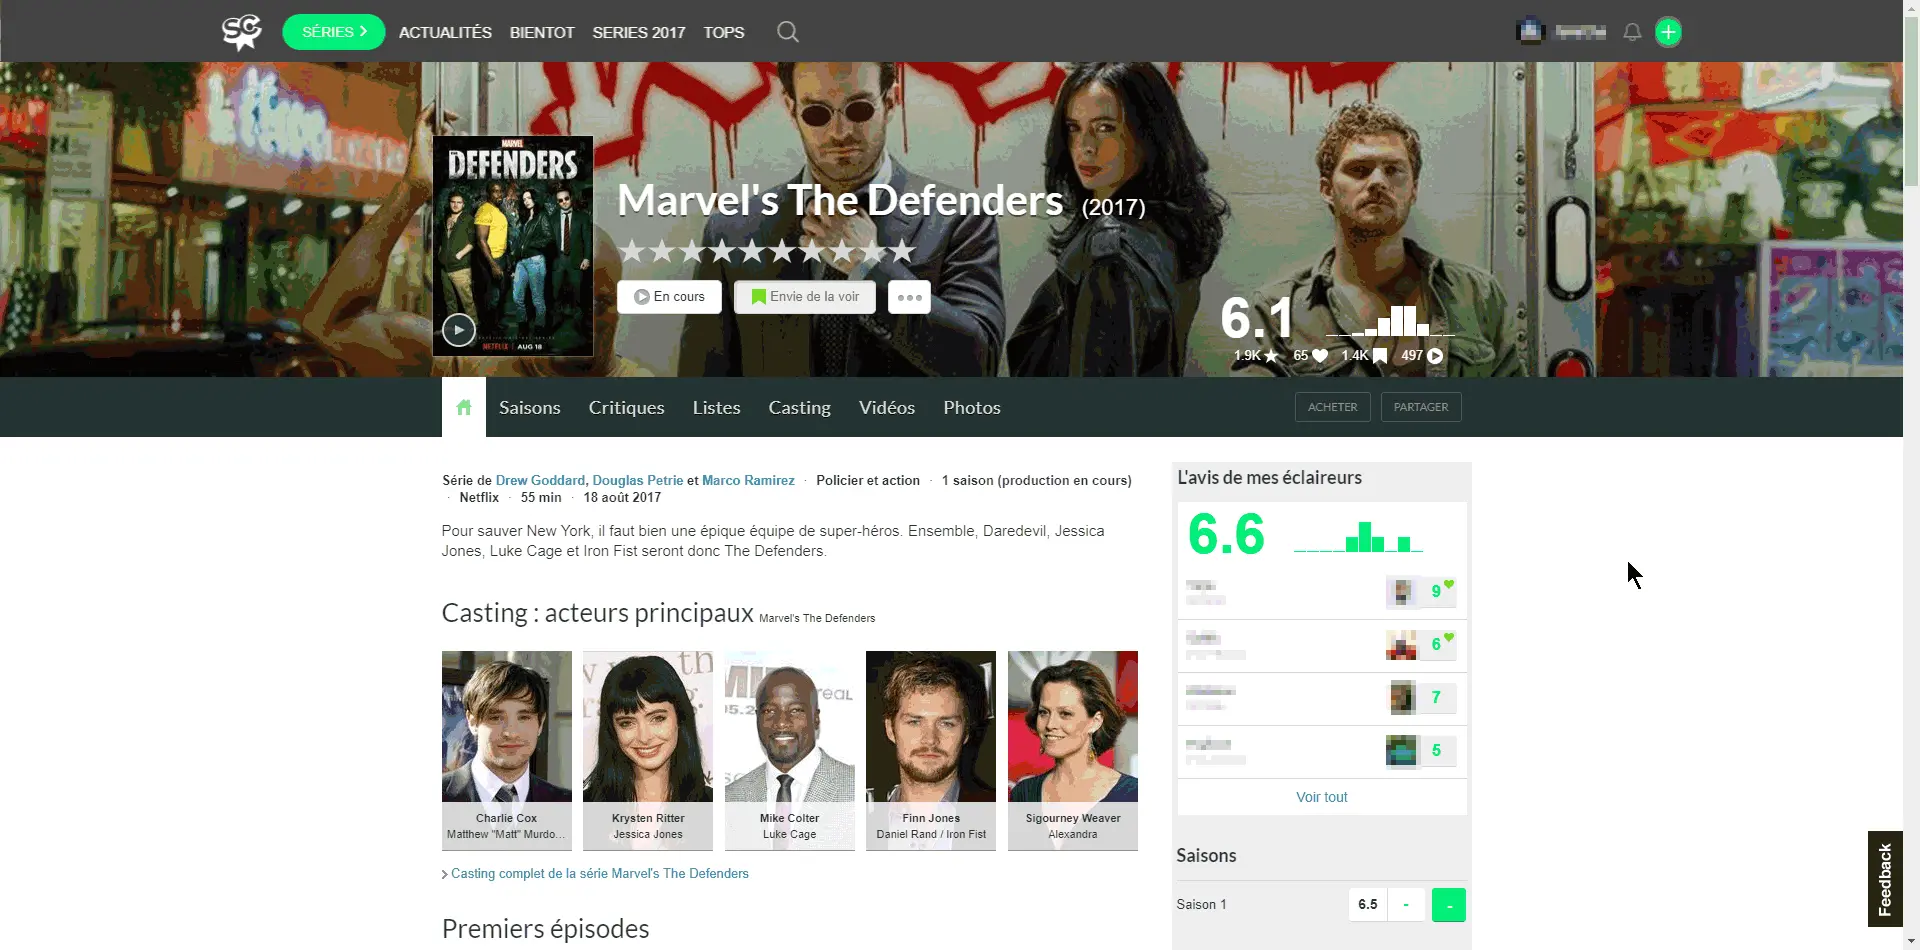 SC
SÉRIES
ACTUALITÉS
BIENTOT
SERIES 2017
TOPS
MARVEL
DEFENDERS
NETFLIX | AUG 18
Marvel's The Defenders (2017)
En cours
Envie de la voir
6.1
1.9K
65
1.4K
497
Saisons
Critiques
Listes
Casting
Vidéos
Photos
ACHETER
PARTAGER
Série de Drew Goddard, Douglas Petrie et Marco Ramirez · Policier et action · 1 saison (production en cours)
· Netflix · 55 min · 18 août 2017
Pour sauver New York, il faut bien une épique équipe de super-héros. Ensemble, Daredevil, Jessica
Jones, Luke Cage et Iron Fist seront donc The Defenders.
Casting : acteurs principaux Marvel's The Defenders
Charlie Cox
Matthew "Matt" Murdo...
Krysten Ritter
Jessica Jones
Mike Colter
Luke Cage
Finn Jones
Daniel Rand / Iron Fist
Sigourney Weaver
Alexandra
Casting complet de la série Marvel's The Defenders
Premiers épisodes
L'avis de mes éclaireurs
6.6
9
6
7
5
Voir tout
Saisons
Saison 1
6.5
-
-
Feedback